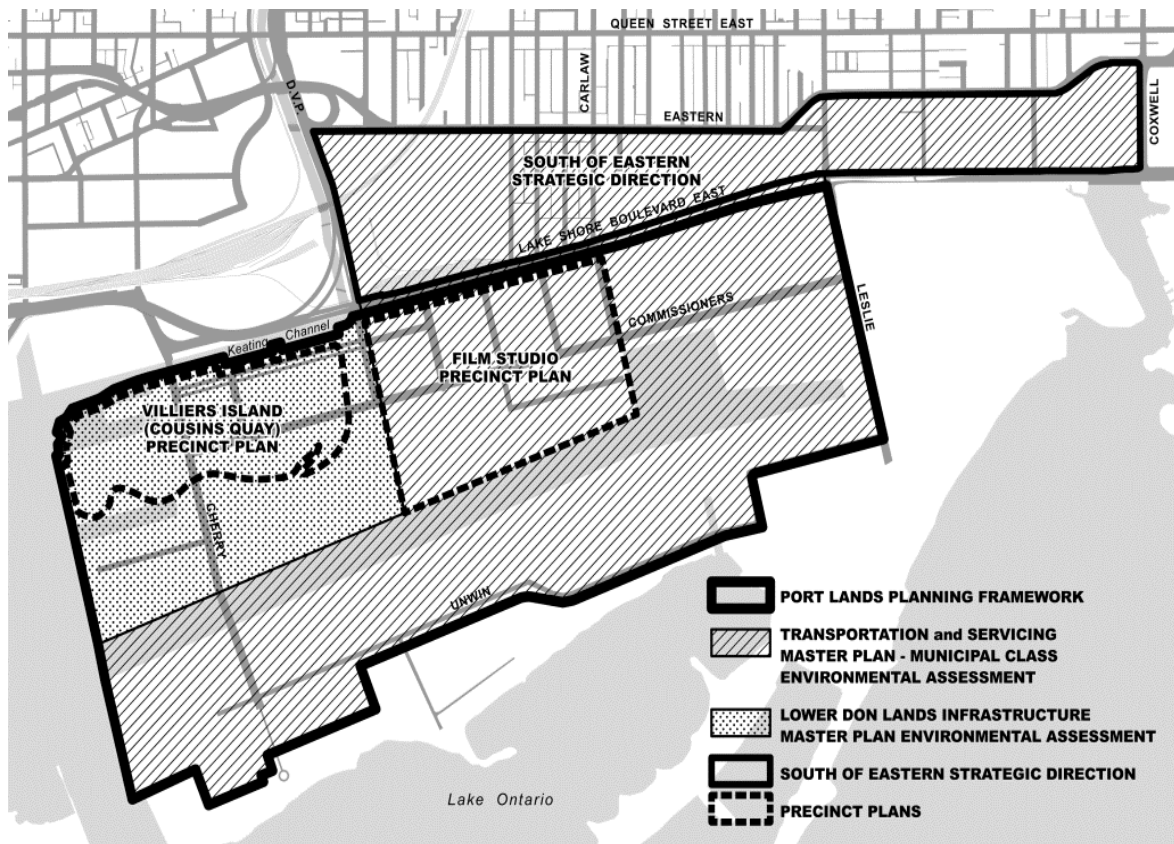 QUEEN STREET EAST
D.V.P.
CARLAW
EASTERN
COXWELL
SOUTH OF EASTERN
STRATEGIC DIRECTION
LAKE SHORE BOULEVARD EAST
LESLIE
COMMISSIONERS
Keating Channel
FILM STUDIO
PRECINCT PLAN
VILLIERS ISLAND
(COUSINS QUAY)
PRECINCT PLAN
CHERRY
UNWIN
PORT LANDS PLANNING FRAMEWORK
TRANSPORTATION and SERVICING
MASTER PLAN - MUNICIPAL CLASS
ENVIRONMENTAL ASSESSMENT
LOWER DON LANDS INFRASTRUCTURE
MASTER PLAN ENVIRONMENTAL ASSESSMENT
SOUTH OF EASTERN STRATEGIC DIRECTION
PRECINCT PLANS
Lake Ontario